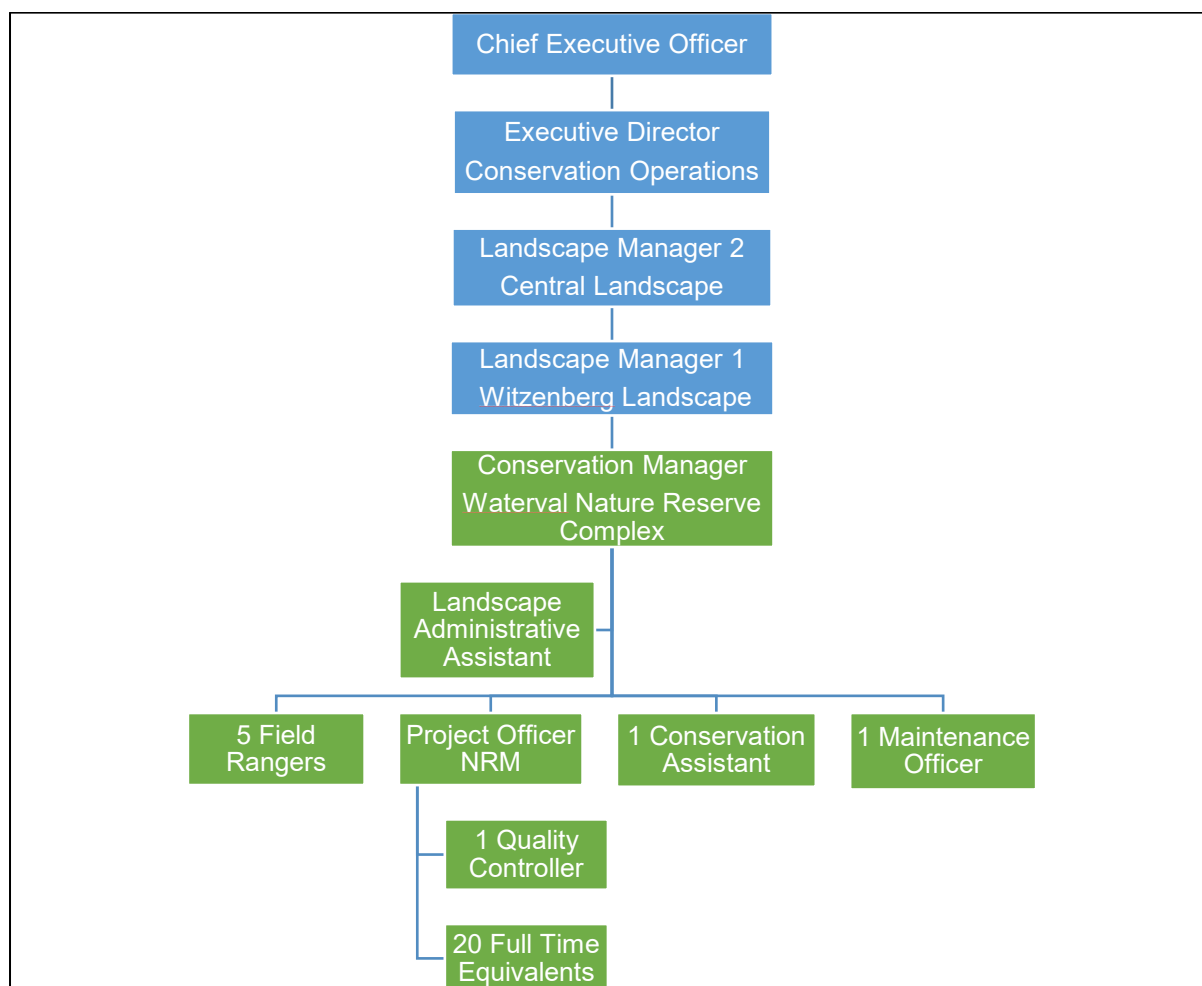 Chief Executive Officer
Executive Director
Conservation Operations
Landscape Manager 2
Central Landscape
Landscape Manager 1
Witzenberg Landscape
Conservation Manager
Waterval Nature Reserve
Complex
Landscape
Administrative
Assistant
5 Field
Rangers
Project Officer
NRM
1 Conservation
Assistant
1 Maintenance
Officer
1 Quality
Controller
20 Full Time
Equivalents